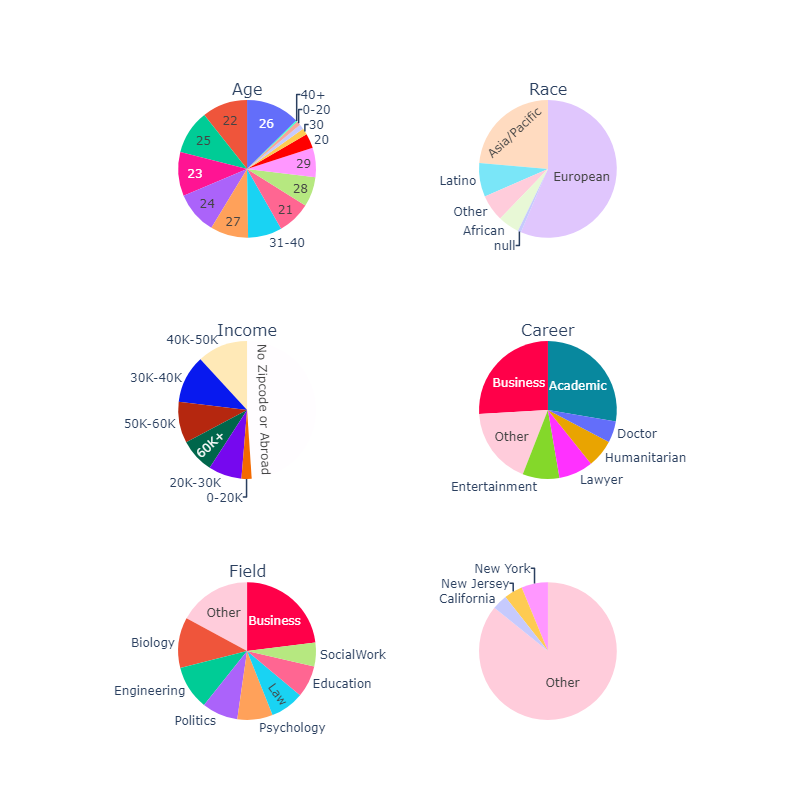 Age
40+
0-20
30
20
29
28
21
31-40
27
24
23
25
22
26
Race
Asia/Pacific
European
Latino
Other
African
null
Income
40K-50K
No Zipcode or Abroad
30K-40K
50K-60K
60K+
20K-30K
0-20K
Career
Business
Academic
Other
Doctor
Humanitarian
Lawyer
Entertainment
Field
Other
Business
Biology
SocialWork
Engineering
Education
Law
Politics
Psychology
New York
New Jersey
California
Other